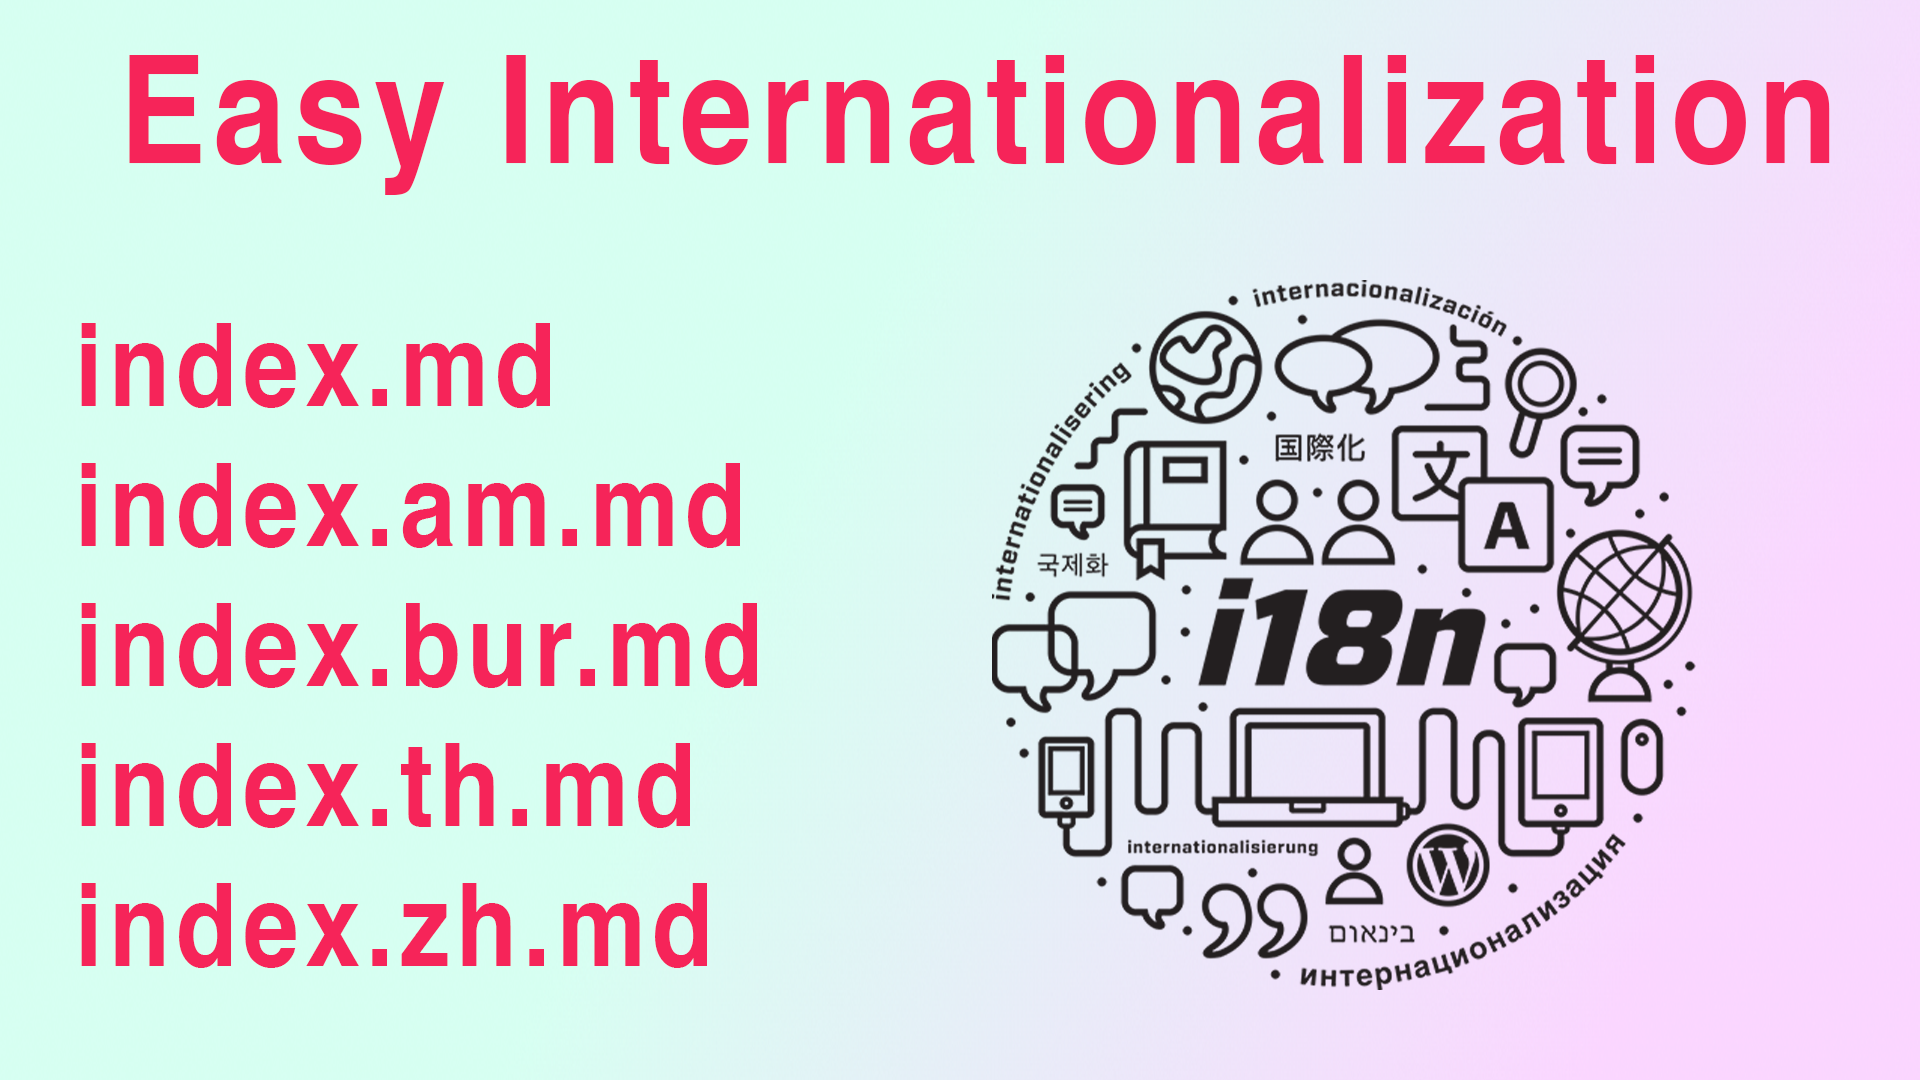 Easy Internationalization
index.md
index.am.md
index.bur.md
index.th.md
index.zh.md
internacionalización
internationalisering
国際化
文
A
국제화
i18n
internationalisierung
W
בינאום
интернационализация